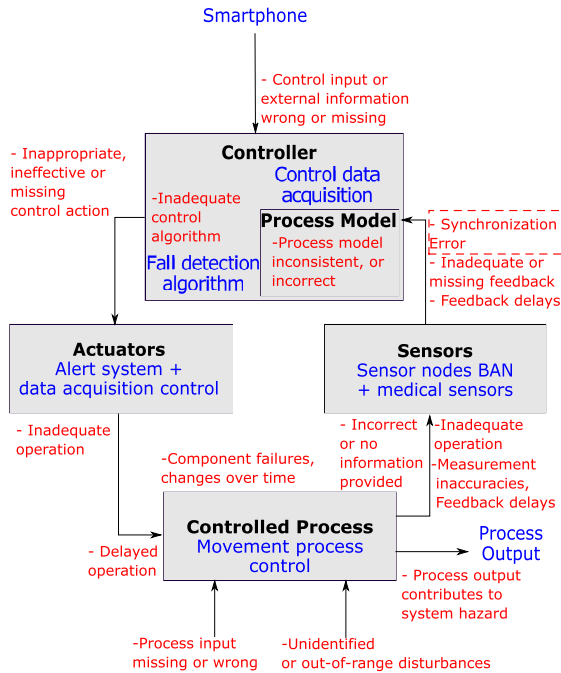 Smartphone
- Control input or
external information
wrong or missing
- Inappropriate,
ineffective or
missing
control action
Controller
Control data
acquisition
-Inadequate
control
algorithm
Fall detection
algorithm
Process Model
-Process model
inconsistent, or
incorrect
- Synchronization
Error
- Inadequate or
missing feedback
- Feedback delays
Actuators
Alert system +
data acquisition control
Sensors
Sensor nodes BAN
+ medical sensors
- Inadequate
operation
-Component failures,
changes over time
- Incorrect
or no
information
provided
-Inadequate
operation
-Measurement
inaccuracies,
Feedback delays
Controlled Process
Movement process
control
- Delayed
operation
Process
Output
- Process output
contributes to
system hazard
-Process input
missing or wrong
-Unidentified
or out-of-range disturbances